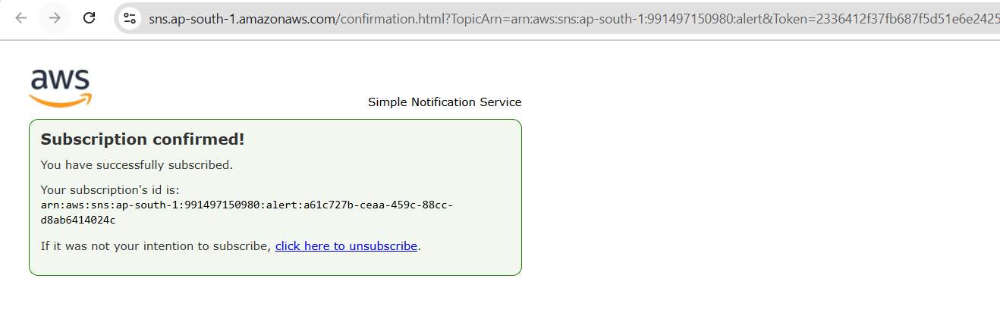 sns.ap-south-1.amazonaws.com/confirmation.html?TopicArn=arn:aws:sns:ap-south-1:991497150980:alert&Token=2336412f37fb687f5d51e6e2425
aws
Simple Notification Service
Subscription confirmed!
You have successfully subscribed.
Your subscription's id is:
arn:aws:sns:ap-south-1:991497150980:alert:a61c727b-ceaa-459c-88cc-
d8ab6414024c
If it was not your intention to subscribe, click here to unsubscribe.